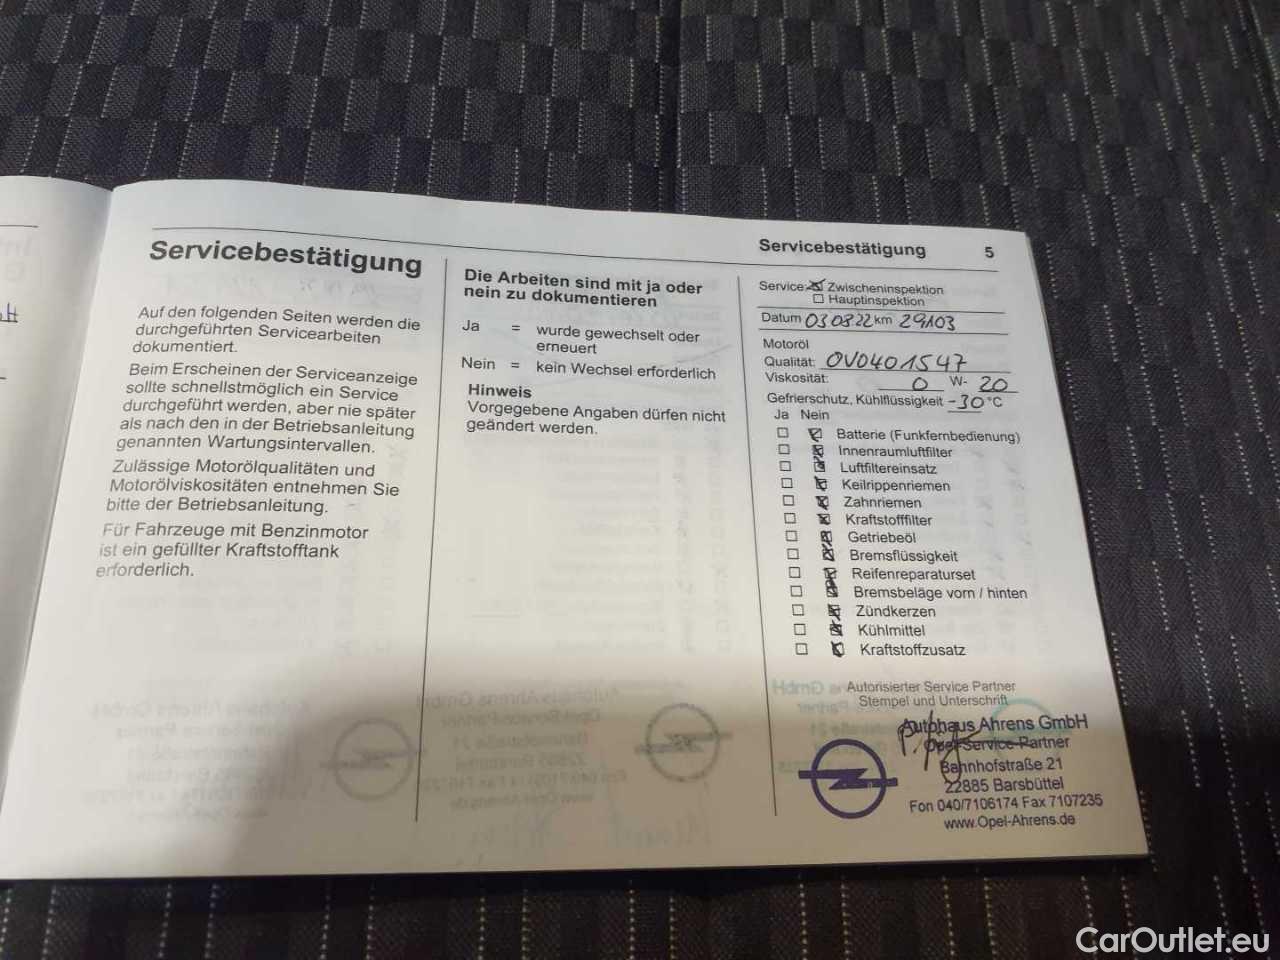 Servicebestätigung
Auf den folgenden Seiten werden die
durchgeführten Servicearbeiten
dokumentiert.
Beim Erscheinen der Serviceanzeige
sollte schnellstmöglich ein Service
durchgeführt werden, aber nie später
als nach den in der Betriebsanleitung
genannten Wartungsintervallen.
Zulässige Motorölqualitäten und
Motorölviskositäten entnehmen Sie
bitte der Betriebsanleitung.
Für Fahrzeuge mit Benzinmotor
ist ein gefüllter Kraftstofftank
erforderlich.
Die Arbeiten sind mit ja oder
nein zu dokumentieren
Ja = wurde gewechselt oder
erneuert
Nein = kein Wechsel erforderlich
Hinweis
Vorgegebene Angaben dürfen nicht
geändert werden.
Servicebestätigung 5
Service: Zwischeninspektion
Hauptinspektion
Datum 03 08 22 km 29103
Motoröl
Qualität: OV0401547
Viskosität: 0 W- 20
Gefrierschutz, Kühlflüssigkeit -30 °C
Ja Nein
Batterie (Funkfernbedienung)
Innenraumluftfilter
Luftfiltereinsatz
Keilrippenriemen
Zahnriemen
Kraftstofffilter
Getriebeöl
Bremsflüssigkeit
Reifenreparaturset
Bremsbeläge vorn / hinten
Zündkerzen
Kühlmittel
Kraftstoffzusatz
Autorisierter Service Partner
Stempel und Unterschrift
Autohaus Ahrens GmbH
Opel-Service-Partner
Bahnhofstraße 21
22885 Barsbüttel
Fon 040/7106174 Fax 7107235
www.Opel-Ahrens.de
CarOutlet.eu